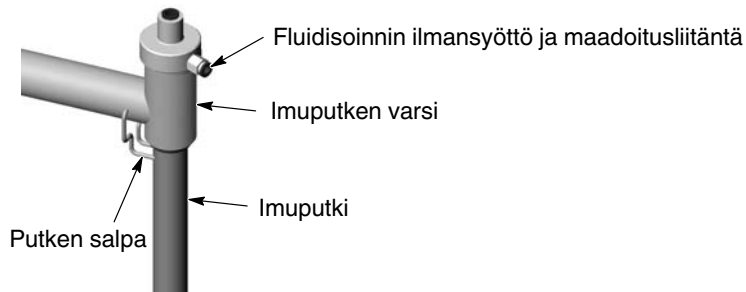 Fluidisoinnin ilmansyöttö ja maadoitusliitäntä
Imuputken varsi
Imuputki
Putken salpa